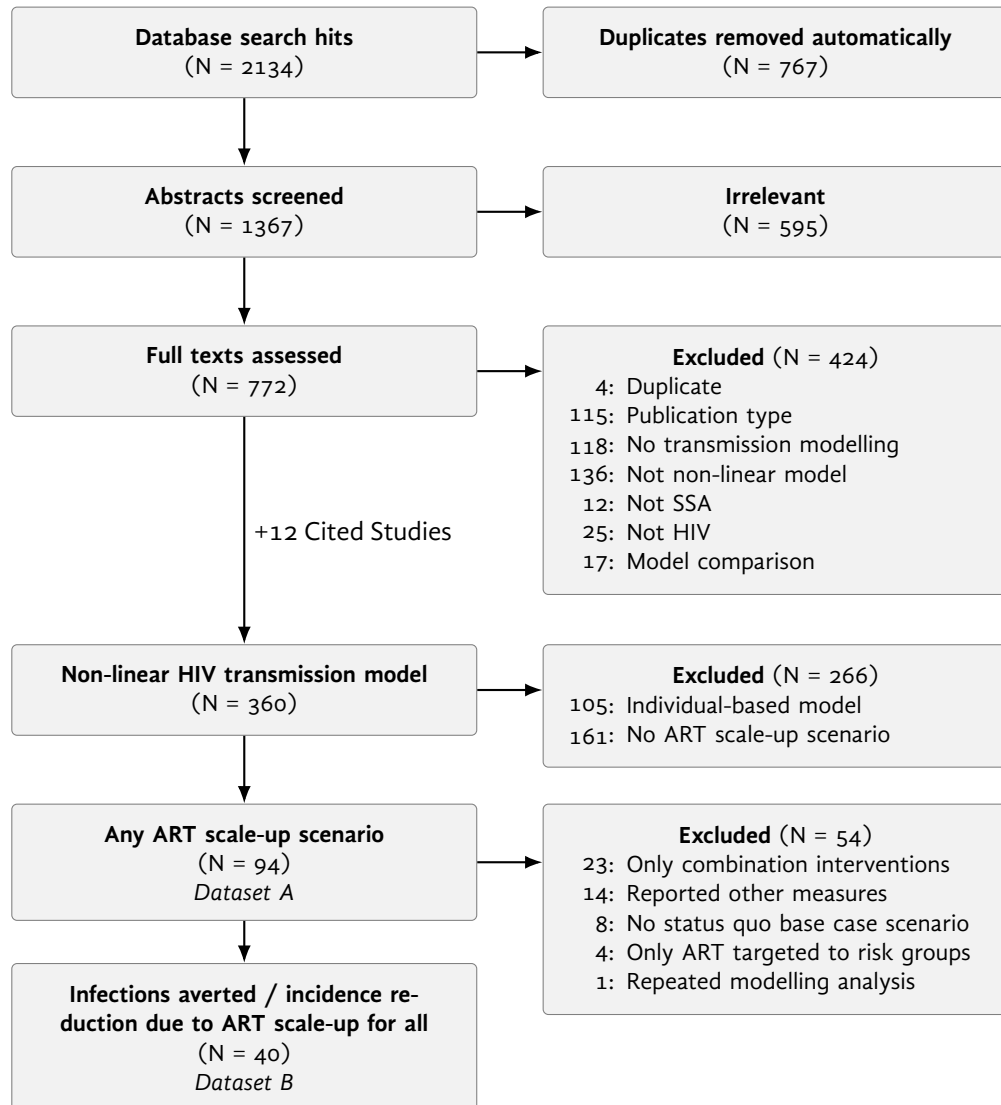 Database search hits
(N = 2134)
Duplicates removed automatically
(N = 767)
Abstracts screened
(N = 1367)
Irrelevant
(N = 595)
Full texts assessed
(N = 772)
Excluded (N = 424)
4: Duplicate
115: Publication type
118: No transmission modelling
136: Not non-linear model
12: Not SSA
25: Not HIV
17: Model comparison
+12 Cited Studies
Non-linear HIV transmission model
(N = 360)
Excluded (N = 266)
105: Individual-based model
161: No ART scale-up scenario
Any ART scale-up scenario
(N = 94)
Dataset A
Excluded (N = 54)
23: Only combination interventions
14: Reported other measures
8: No status quo base case scenario
4: Only ART targeted to risk groups
1: Repeated modelling analysis
Infections averted / incidence re-
duction due to ART scale-up for all
(N = 40)
Dataset B